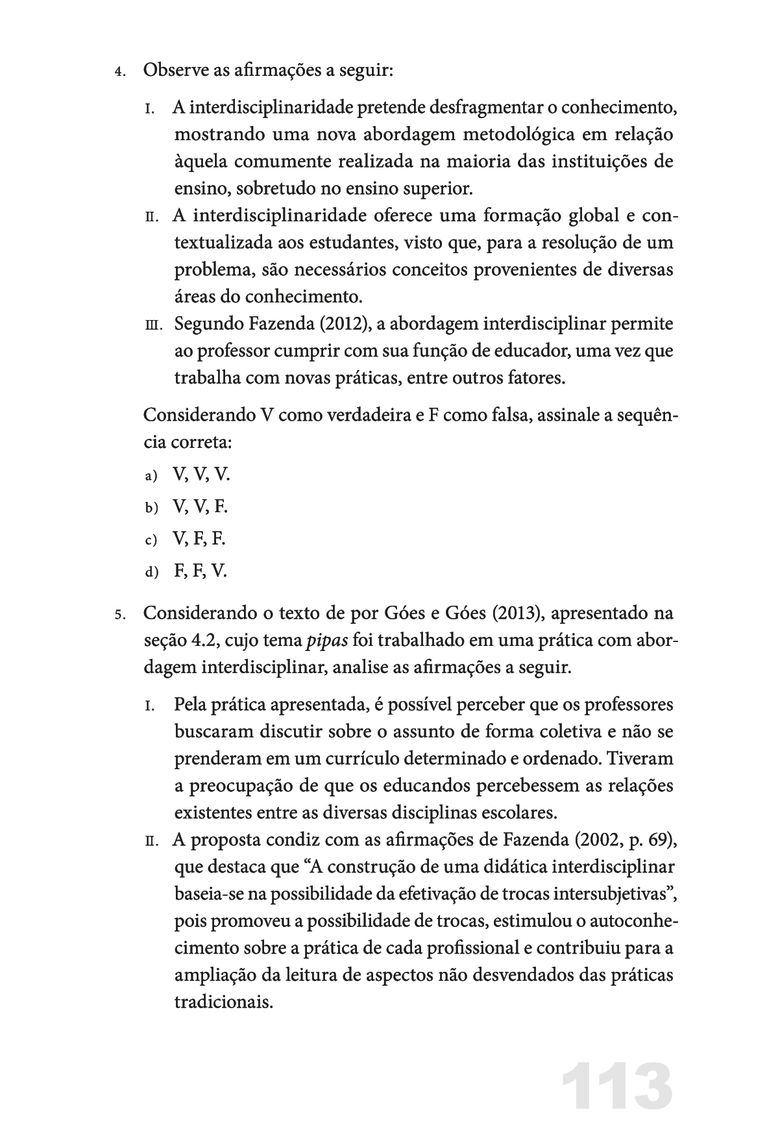 4. Observe as afirmações a seguir:
I. A interdisciplinaridade pretende desfragmentar o conhecimento,
mostrando uma nova abordagem metodológica em relação
àquela comumente realizada na maioria das instituições de
ensino, sobretudo no ensino superior.
II. A interdisciplinaridade oferece uma formação global e con-
textualizada aos estudantes, visto que, para a resolução de um
problema, são necessários conceitos provenientes de diversas
áreas do conhecimento.
III. Segundo Fazenda (2012), a abordagem interdisciplinar permite
ao professor cumprir com sua função de educador, uma vez que
trabalha com novas práticas, entre outros fatores.
Considerando V como verdadeira e F como falsa, assinale a sequên-
cia correta:
a) V, V, V.
b) V, V, F.
c) V, F, F.
d) F, F, V.
5. Considerando o texto de por Góes e Góes (2013), apresentado na
seção 4.2, cujo tema pipas foi trabalhado em uma prática com abor-
dagem interdisciplinar, analise as afirmações a seguir.
I. Pela prática apresentada, é possível perceber que os professores
buscaram discutir sobre o assunto de forma coletiva e não se
prenderam em um currículo determinado e ordenado. Tiveram
a preocupação de que os educandos percebessem as relações
existentes entre as diversas disciplinas escolares.
II. A proposta condiz com as afirmações de Fazenda (2002, p. 69),
que destaca que “A construção de uma didática interdisciplinar
baseia-se na possibilidade da efetivação de trocas intersubjetivas”,
pois promoveu a possibilidade de trocas, estimulou o autoconhe-
cimento sobre a prática de cada profissional e contribuiu para a
ampliação da leitura de aspectos não desvendados das práticas
tradicionais.
113